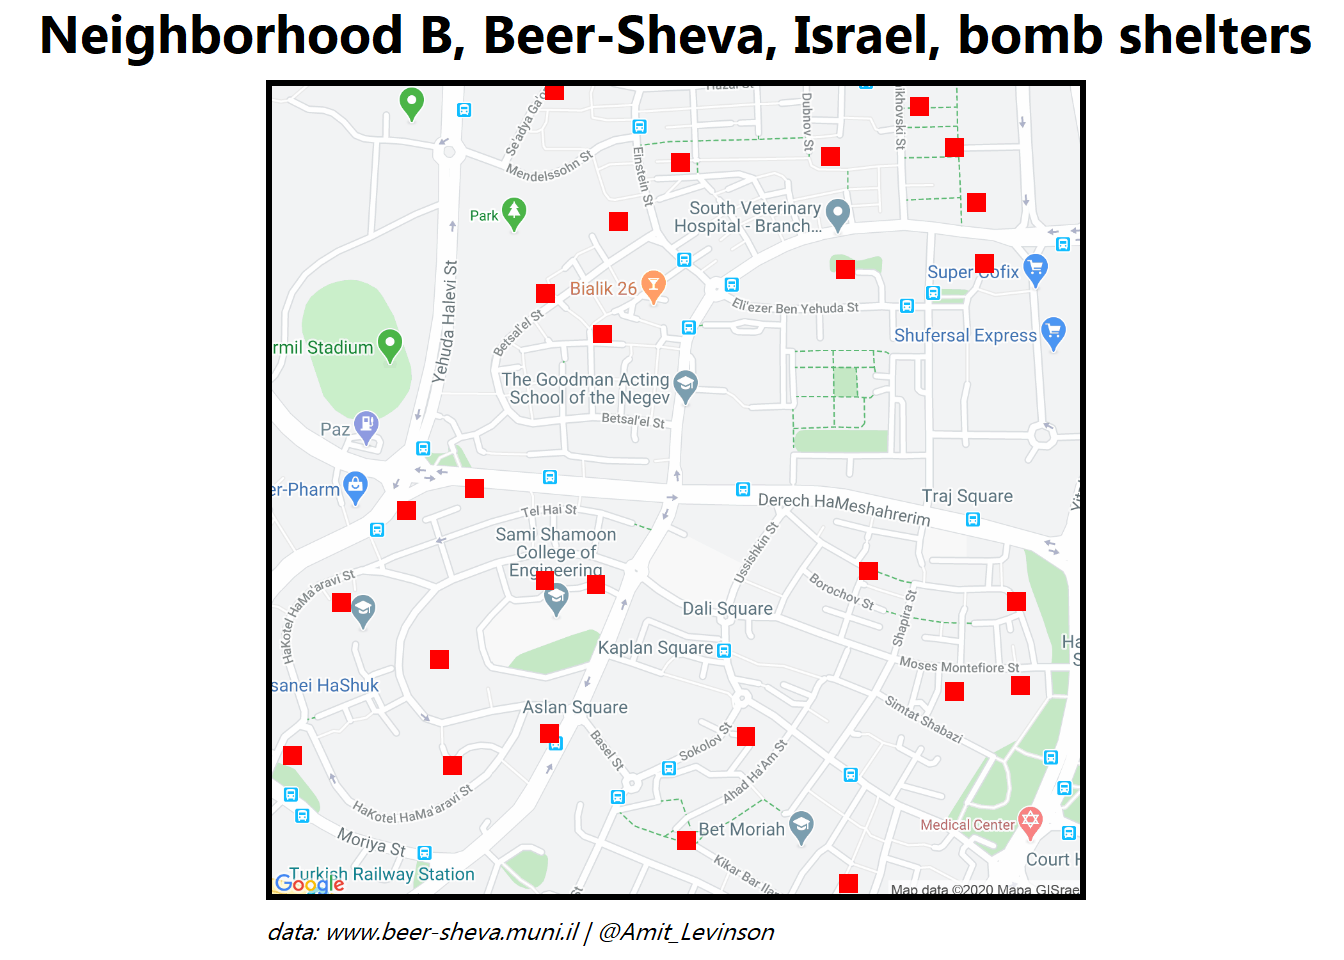 Neighborhood B, Beer-Sheva, Israel, bomb shelters
Se'adya Ga'o
Mendelssohn St
Einstein St
Dubnov St
ikhovski St
Park
South Veterinary
Hospital - Branch...
Bialik 26
Super Cofix
Eli'ezer Ben Yehuda St
Shufersal Express
Yehuda Halevi St
Betsal'el St
rmil Stadium
The Goodman Acting
School of the Negev
Betsal'el St
Paz
er-Pharm
Derech HaMeshahrerim
Traj Square
Tel Hai St
Sami Shamoon
College of
Engineering
Ussishkin St
Borochov St
Shapira St
HaKotel HaMa'aravi St
Dali Square
Kaplan Square
Moses Montefiore St
Ha
S
sanei HaShuk
Aslan Square
Simtat Shabazi
Basel St
Sokolov St
Ahad Ha'Am St
HaKotel HaMa'aravi St
Moriya St
Bet Moriah
Medical Center
Kikar Bar Ilan
Court H
Turkish Railway Station
St
Google
Map data ©2020 Mapa GISrae
data: www.beer-sheva.muni.il | @Amit_Levinson